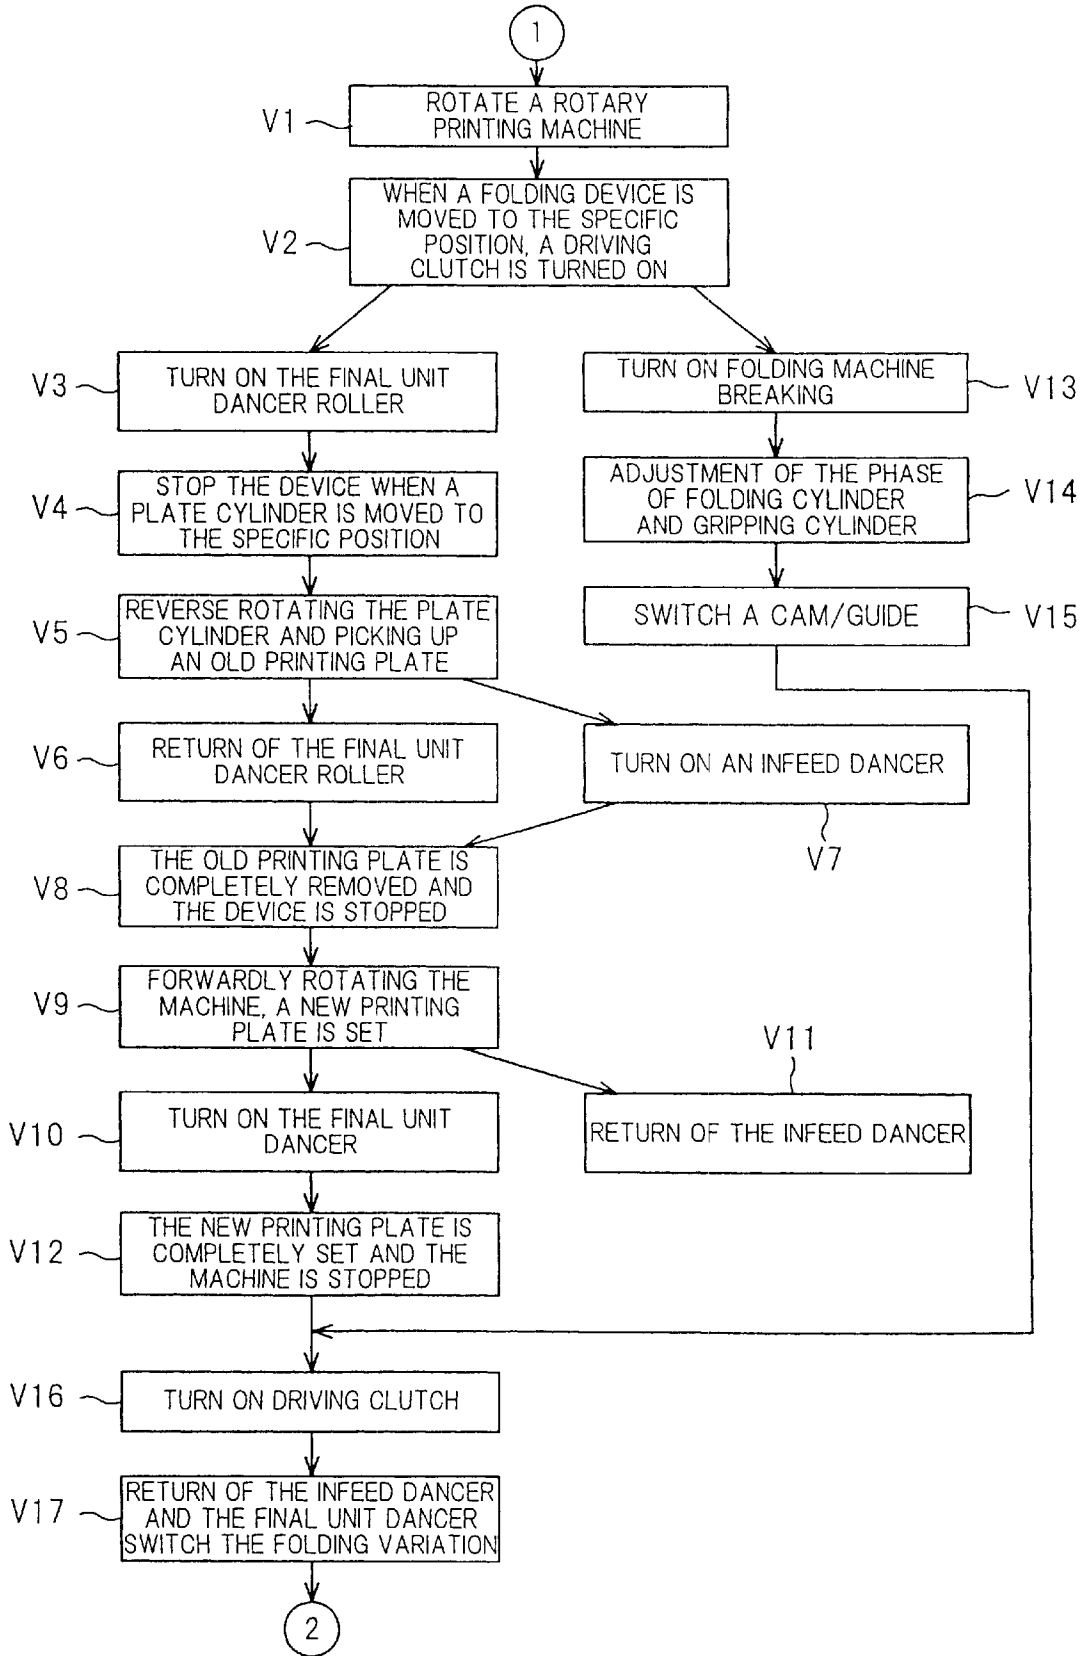 1
V1
ROTATE A ROTARY
PRINTING MACHINE
V2
WHEN A FOLDING DEVICE IS
MOVED TO THE SPECIFIC
POSITION, A DRIVING
CLUTCH IS TURNED ON
V3
TURN ON THE FINAL UNIT
DANCER ROLLER
TURN ON FOLDING MACHINE
BREAKING
V13
V4
STOP THE DEVICE WHEN A
PLATE CYLINDER IS MOVED TO
THE SPECIFIC POSITION
ADJUSTMENT OF THE PHASE
OF FOLDING CYLINDER
AND GRIPPING CYLINDER
V14
V5
REVERSE ROTATING THE PLATE
CYLINDER AND PICKING UP
AN OLD PRINTING PLATE
SWITCH A CAM/GUIDE
V15
V6
RETURN OF THE FINAL UNIT
DANCER ROLLER
TURN ON AN INFEED DANCER
V7
V8
THE OLD PRINTING PLATE IS
COMPLETELY REMOVED AND
THE DEVICE IS STOPPED
V9
FORWARDLY ROTATING THE
MACHINE, A NEW PRINTING
PLATE IS SET
V11
V10
TURN ON THE FINAL UNIT
DANCER
RETURN OF THE INFEED DANCER
V12
THE NEW PRINTING PLATE IS
COMPLETELY SET AND THE
MACHINE IS STOPPED
V16
TURN ON DRIVING CLUTCH
V17
RETURN OF THE INFEED DANCER
AND THE FINAL UNIT DANCER
SWITCH THE FOLDING VARIATION
2